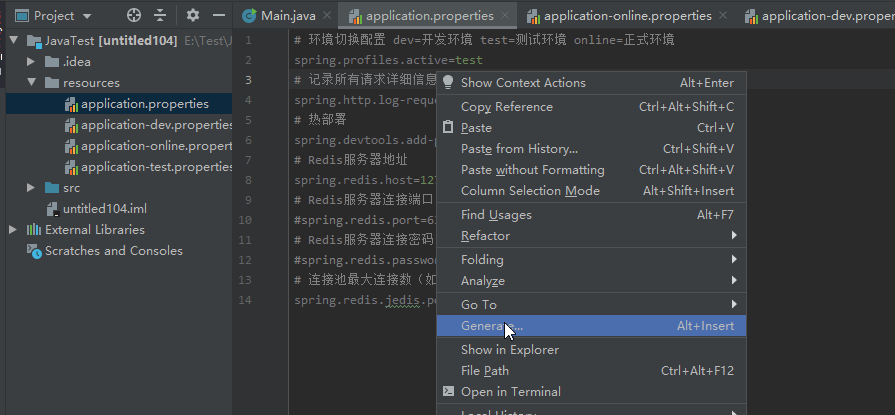 Project
JavaTest [untitled104] E:\Test\J
.idea
resources
application.properties
application-dev.properties
application-online.properties
application-test.properties
src
untitled104.iml
External Libraries
Scratches and Consoles
Main.java
application.properties
application-online.properties
application-dev.prope
1 # 环境切换配置 dev=开发环境 test=测试环境 online=正式环境
2 spring.profiles.active=test
3 # 记录所有请求详细信息
4 spring.http.log-reque
5 # 热部署
6 spring.devtools.add-p
7 # Redis服务器地址
8 spring.redis.host=127
9 # Redis服务器连接端口
10 #spring.redis.port=63
11 # Redis服务器连接密码
12 #spring.redis.passwor
13 # 连接池最大连接数（如
14 spring.redis.jedis.po
Show Context Actions Alt+Enter
Copy Reference Ctrl+Alt+Shift+C
Paste Ctrl+V
Paste from History... Ctrl+Shift+V
Paste without Formatting Ctrl+Alt+Shift+V
Column Selection Mode Alt+Shift+Insert
Find Usages Alt+F7
Refactor
Folding
Analyze
Go To
Generate... Alt+Insert
Show in Explorer
File Path Ctrl+Alt+F12
Open in Terminal
Local History